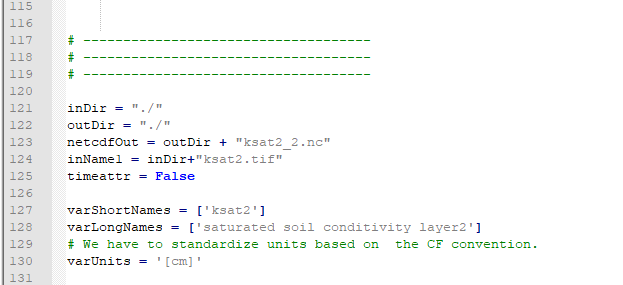 115
116
117 # ------------------------------------
118 # ------------------------------------
119 # ------------------------------------
120
121 inDir = "./"
122 outDir = "./"
123 netcdfOut = outDir + "ksat2_2.nc"
124 inName1 = inDir+"ksat2.tif"
125 timeattr = False
126
127 varShortNames = ['ksat2']
128 varLongNames = ['saturated soil conditivity layer2']
129 # We have to standardize units based on  the CF convention.
130 varUnits = '[cm]'
131